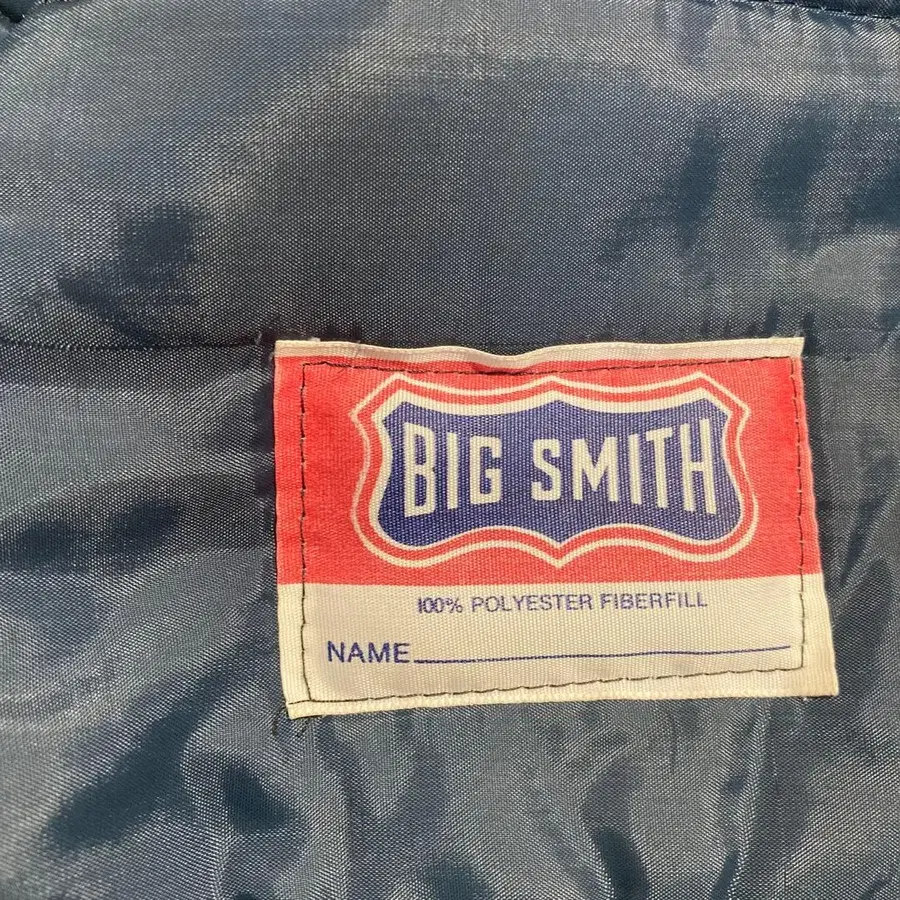 BIG SMITH
100% POLYESTER FIBERFILL
NAME